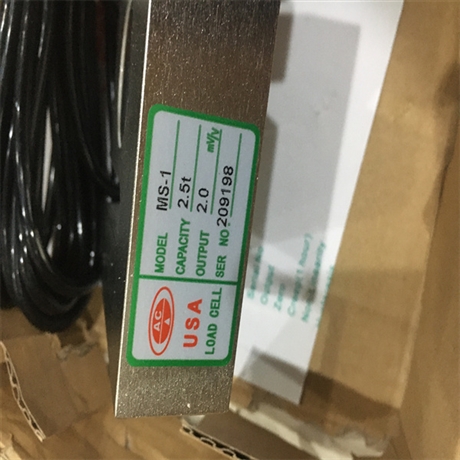 MODEL MS-1
CAPACITY 2.5t
OUTPUT 2.0 mV/V
SER NO. 209198
AC
USA
LOAD CELL